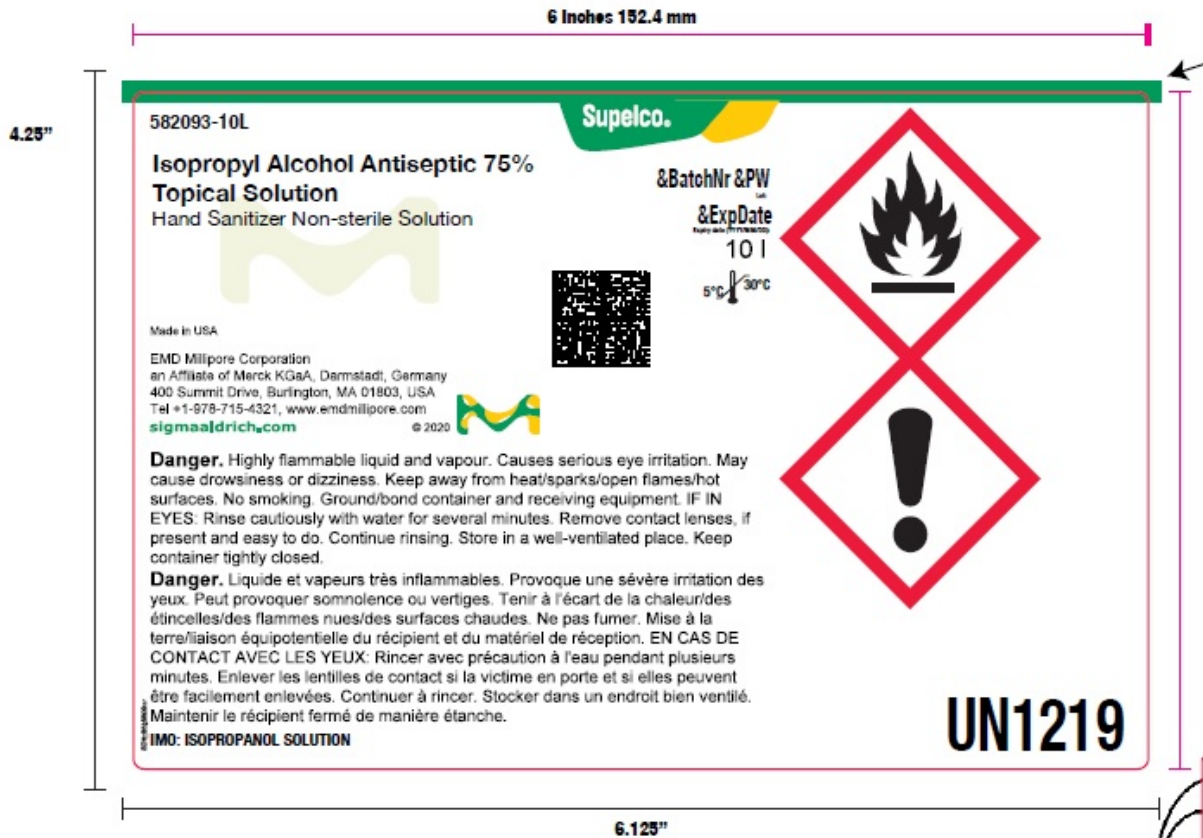 6 Inches 152.4 mm
4.25”
582093-10L
Supelco.
Isopropyl Alcohol Antiseptic 75%
Topical Solution
Hand Sanitizer Non-sterile Solution
&BatchNr &PW
Lot:
&ExpDate
Expiry date (YYYY/MM/DD)
10 l
5°C 30°C
Made in USA
EMD Millipore Corporation
an Affiliate of Merck KGaA, Darmstadt, Germany
400 Summit Drive, Burlington, MA 01803, USA
Tel +1-978-715-4321, www.emdmillipore.com
sigmaaldrich.com © 2020
Danger. Highly flammable liquid and vapour. Causes serious eye irritation. May
cause drowsiness or dizziness. Keep away from heat/sparks/open flames/hot
surfaces. No smoking. Ground/bond container and receiving equipment. IF IN
EYES: Rinse cautiously with water for several minutes. Remove contact lenses, if
present and easy to do. Continue rinsing. Store in a well-ventilated place. Keep
container tightly closed.
Danger. Liquide et vapeurs très inflammables. Provoque une sévère irritation des
yeux. Peut provoquer somnolence ou vertiges. Tenir à l'écart de la chaleur/des
étincelles/des flammes nues/des surfaces chaudes. Ne pas fumer. Mise à la
terre/liaison équipotentielle du récipient et du matériel de réception. EN CAS DE
CONTACT AVEC LES YEUX: Rincer avec précaution à l'eau pendant plusieurs
minutes. Enlever les lentilles de contact si la victime en porte et si elles peuvent
être facilement enlevées. Continuer à rincer. Stocker dans un endroit bien ventilé.
Maintenir le récipient fermé de manière étanche.
IMO: ISOPROPANOL SOLUTION
UN1219
6.125”